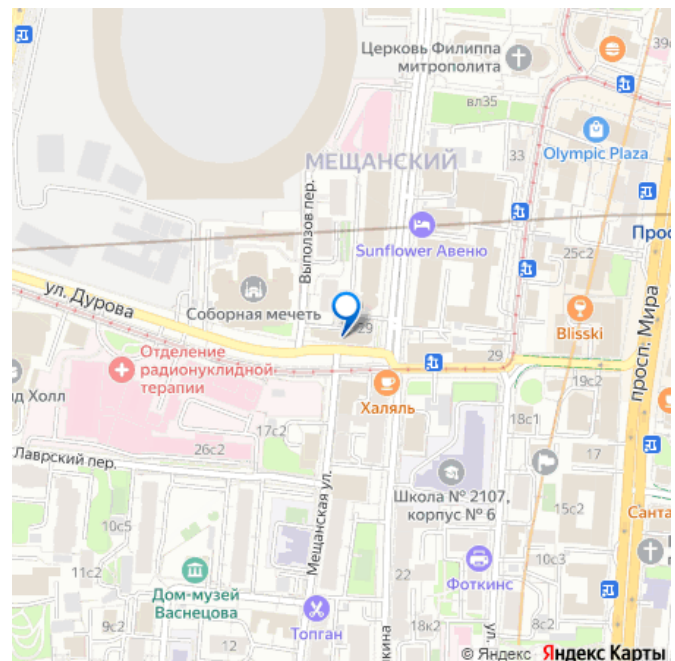 39
Церковь Филиппа
митрополита
вл35
Olympic Plaza
МЕЩАНСКИЙ
33
Выползов пер.
Sunflower Авеню
25с2
Прос
Соборная мечеть
ул. Дурова
Blisski
просп. Мира
29
29
Отделение
радионуклидной
терапии
19с2
д Холл
Халяль
18с1
17с2
26с2
17
Лаврский пер.
Школа № 2107,
корпус № 6
15с2
Санта
Мещанская ул.
10с5
10с3
11с2
Дом-музей
Васнецова
22
Фоткинс
9с2
12
Топган
18к2
8с2
кина
ул.
© Яндекс Яндекс Карты